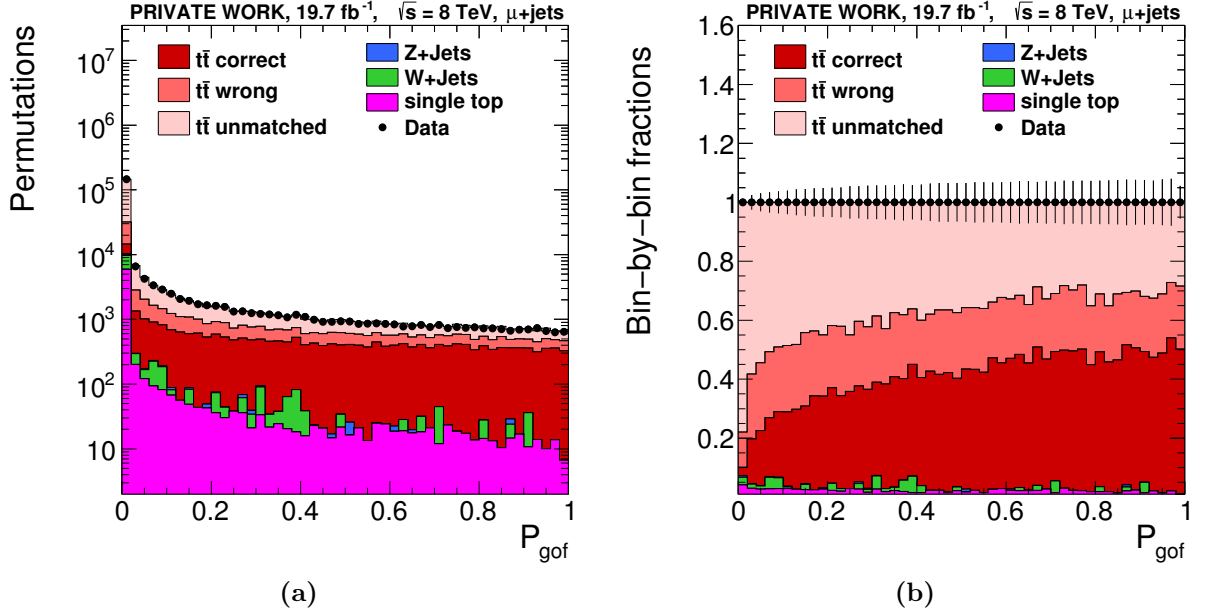 PRIVATE WORK, 19.7 fb⁻¹, √s = 8 TeV, μ+jets
Permutations
10⁷
10⁶
10⁵
10⁴
10³
10²
10
tt̄ correct
tt̄ wrong
tt̄ unmatched
Z+Jets
W+Jets
single top
Data
0 0.2 0.4 0.6 0.8 1
P_gof
(a)
PRIVATE WORK, 19.7 fb⁻¹, √s = 8 TeV, μ+jets
Bin−by−bin fractions
1.6
1.4
1.2
1
0.8
0.6
0.4
0.2
tt̄ correct
tt̄ wrong
tt̄ unmatched
Z+Jets
W+Jets
single top
Data
0 0.2 0.4 0.6 0.8 1
P_gof
(b)